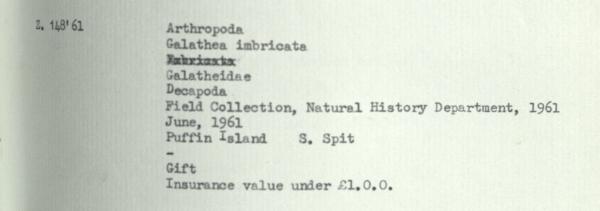 Z. 148'61
Arthropoda
Galathea imbricata
Galatheidae
Decapoda
Field Collection, Natural History Department, 1961
June, 1961
Puffin Island S. Spit
-
Gift
Insurance value under £1.0.0.